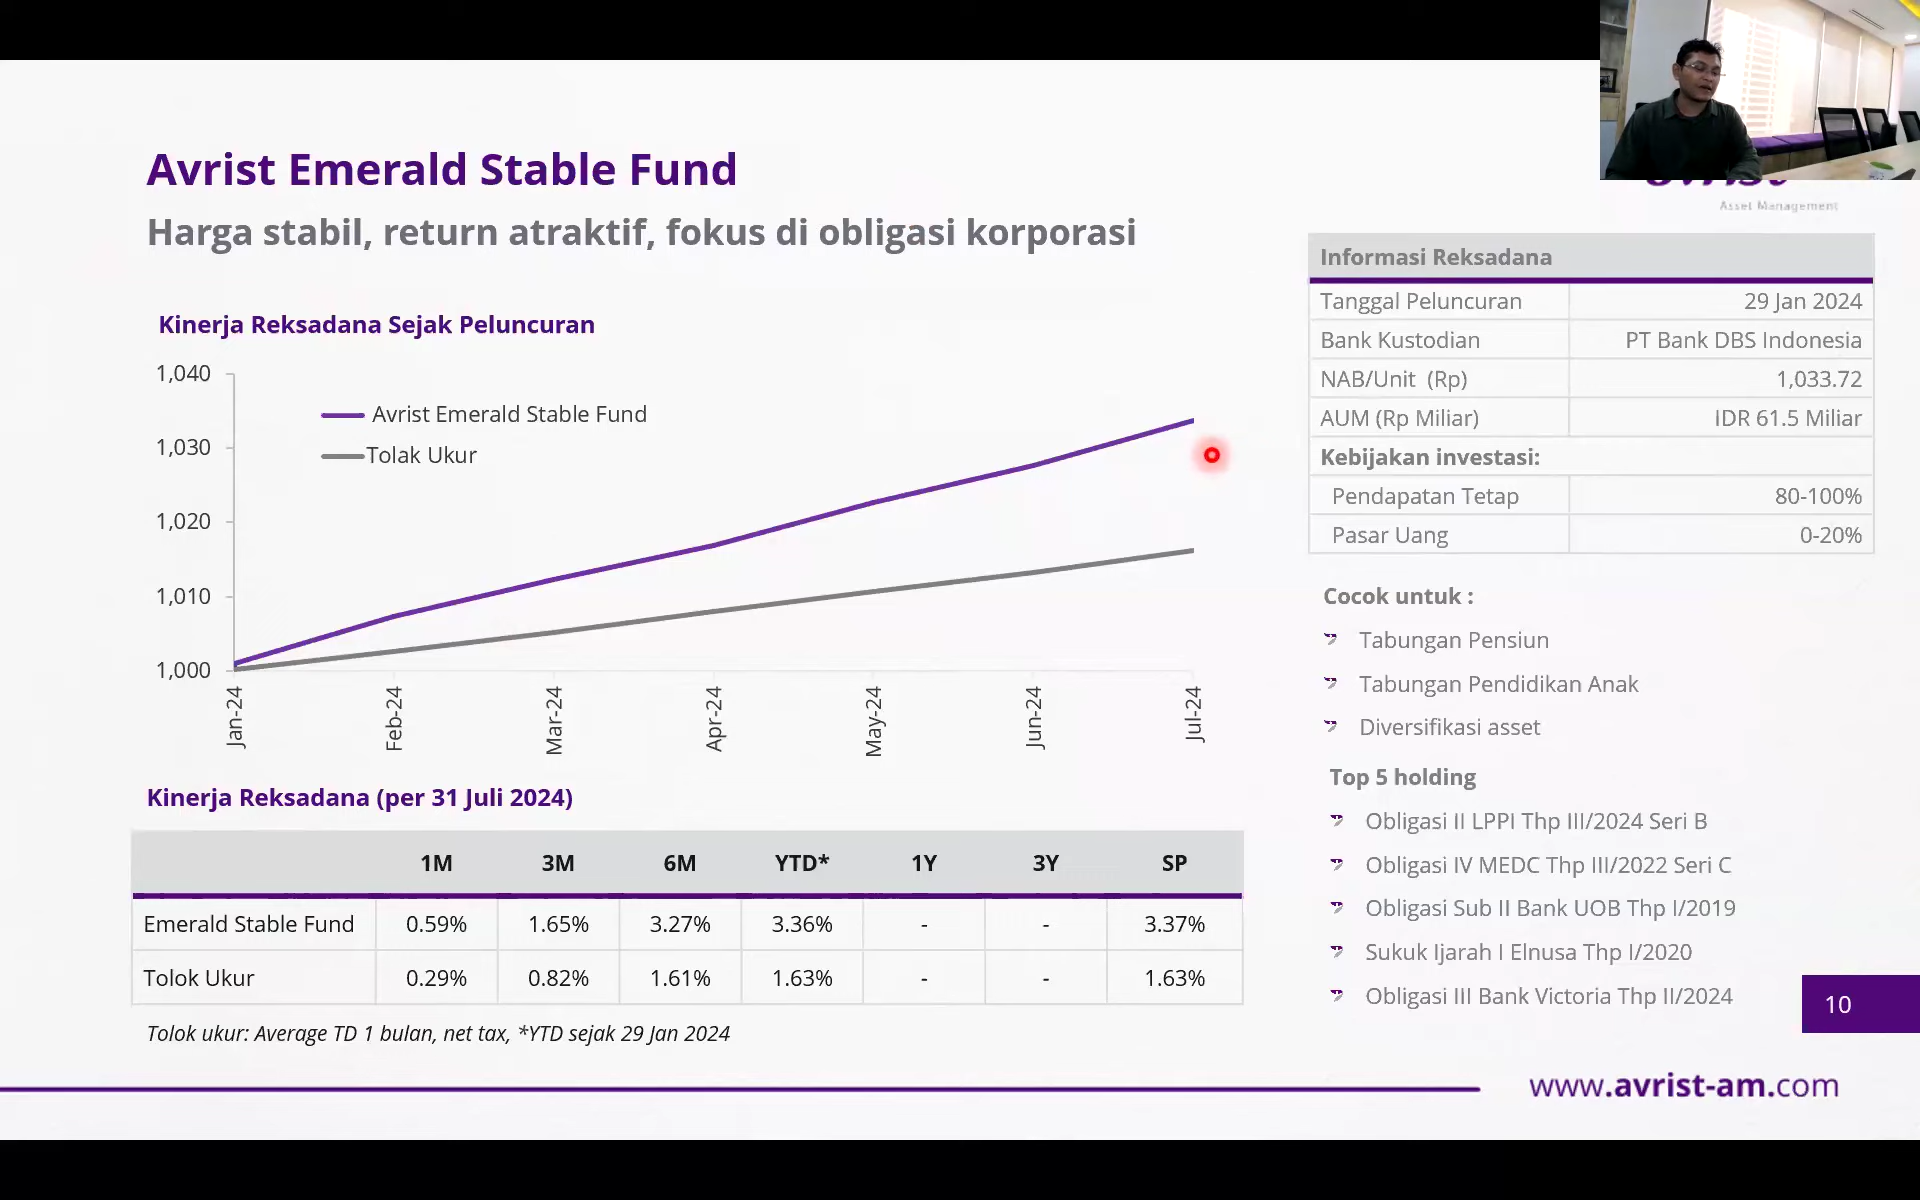 Avrist Emerald Stable Fund
Harga stabil, return atraktif, fokus di obligasi korporasi
Asset Management
Kinerja Reksadana Sejak Peluncuran
1,040
1,030
1,020
1,010
1,000
Avrist Emerald Stable Fund
Tolak Ukur
Jan-24 Feb-24 Mar-24 Apr-24 May-24 Jun-24 Jul-24
Kinerja Reksadana (per 31 Juli 2024)
1M 3M 6M YTD* 1Y 3Y SP
Emerald Stable Fund 0.59% 1.65% 3.27% 3.36% - - 3.37%
Tolok Ukur 0.29% 0.82% 1.61% 1.63% - - 1.63%
Tolok ukur: Average TD 1 bulan, net tax, *YTD sejak 29 Jan 2024
Informasi Reksadana
Tanggal Peluncuran 29 Jan 2024
Bank Kustodian PT Bank DBS Indonesia
NAB/Unit (Rp) 1,033.72
AUM (Rp Miliar) IDR 61.5 Miliar
Kebijakan investasi:
Pendapatan Tetap 80-100%
Pasar Uang 0-20%
Cocok untuk :
Tabungan Pensiun
Tabungan Pendidikan Anak
Diversifikasi asset
Top 5 holding
Obligasi II LPPI Thp III/2024 Seri B
Obligasi IV MEDC Thp III/2022 Seri C
Obligasi Sub II Bank UOB Thp I/2019
Sukuk Ijarah I Elnusa Thp I/2020
Obligasi III Bank Victoria Thp II/2024
10
www.avrist-am.com